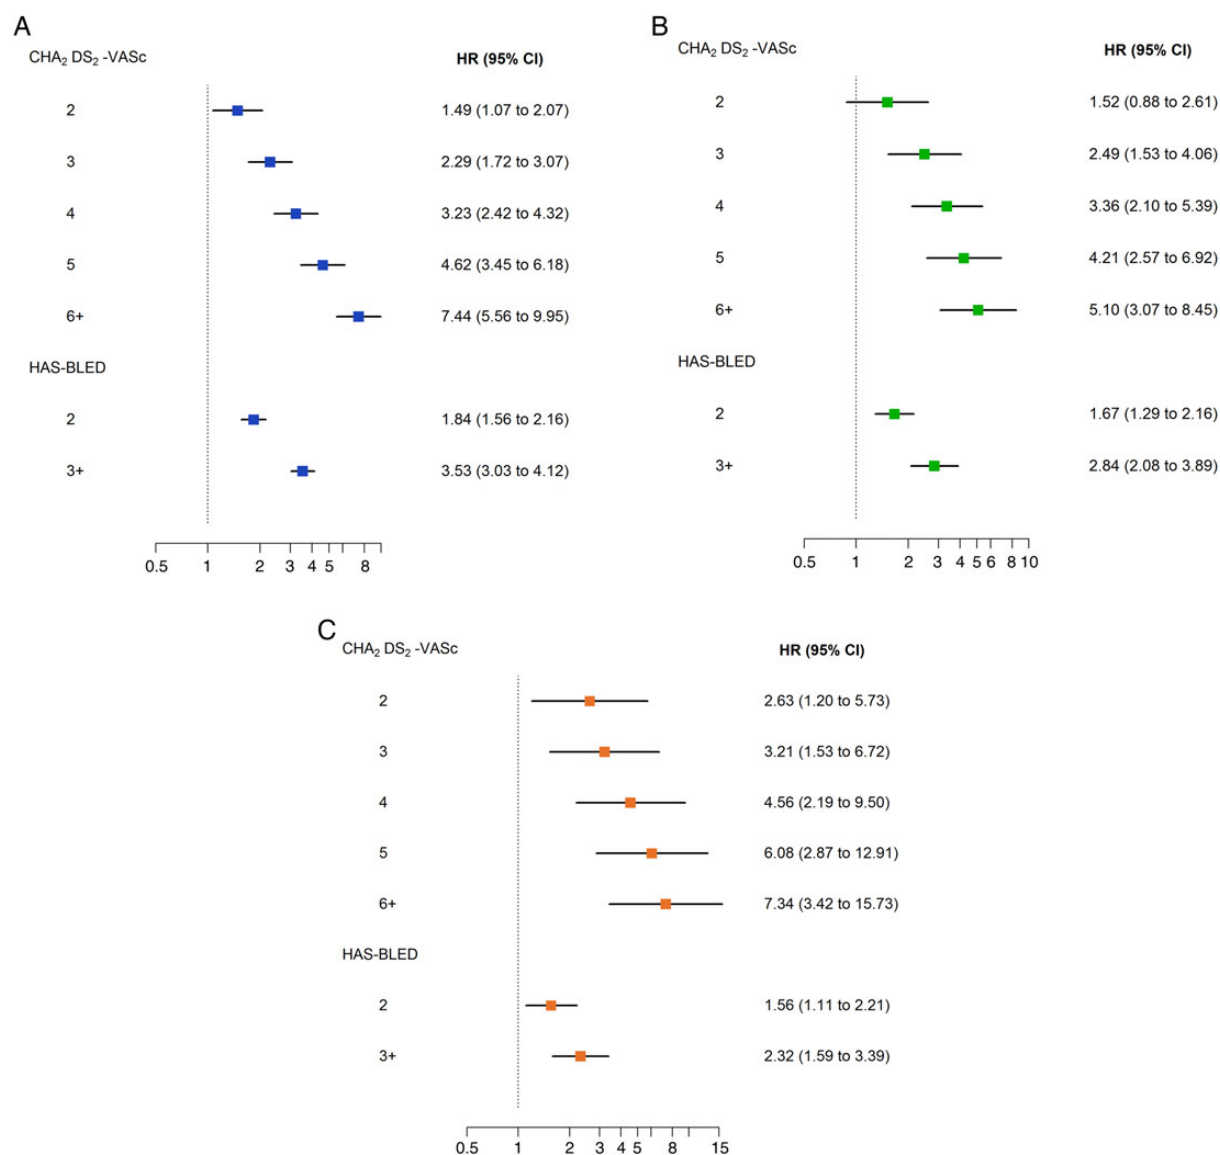 A
CHA2 DS2 -VASc HR (95% CI)
2 1.49 (1.07 to 2.07)
3 2.29 (1.72 to 3.07)
4 3.23 (2.42 to 4.32)
5 4.62 (3.45 to 6.18)
6+ 7.44 (5.56 to 9.95)
HAS-BLED
2 1.84 (1.56 to 2.16)
3+ 3.53 (3.03 to 4.12)
0.5 1 2 3 4 5 8
B
CHA2 DS2 -VASc HR (95% CI)
2 1.52 (0.88 to 2.61)
3 2.49 (1.53 to 4.06)
4 3.36 (2.10 to 5.39)
5 4.21 (2.57 to 6.92)
6+ 5.10 (3.07 to 8.45)
HAS-BLED
2 1.67 (1.29 to 2.16)
3+ 2.84 (2.08 to 3.89)
0.5 1 2 3 4 5 6 8 10
C
CHA2 DS2 -VASc HR (95% CI)
2 2.63 (1.20 to 5.73)
3 3.21 (1.53 to 6.72)
4 4.56 (2.19 to 9.50)
5 6.08 (2.87 to 12.91)
6+ 7.34 (3.42 to 15.73)
HAS-BLED
2 1.56 (1.11 to 2.21)
3+ 2.32 (1.59 to 3.39)
0.5 1 2 3 4 5 8 15